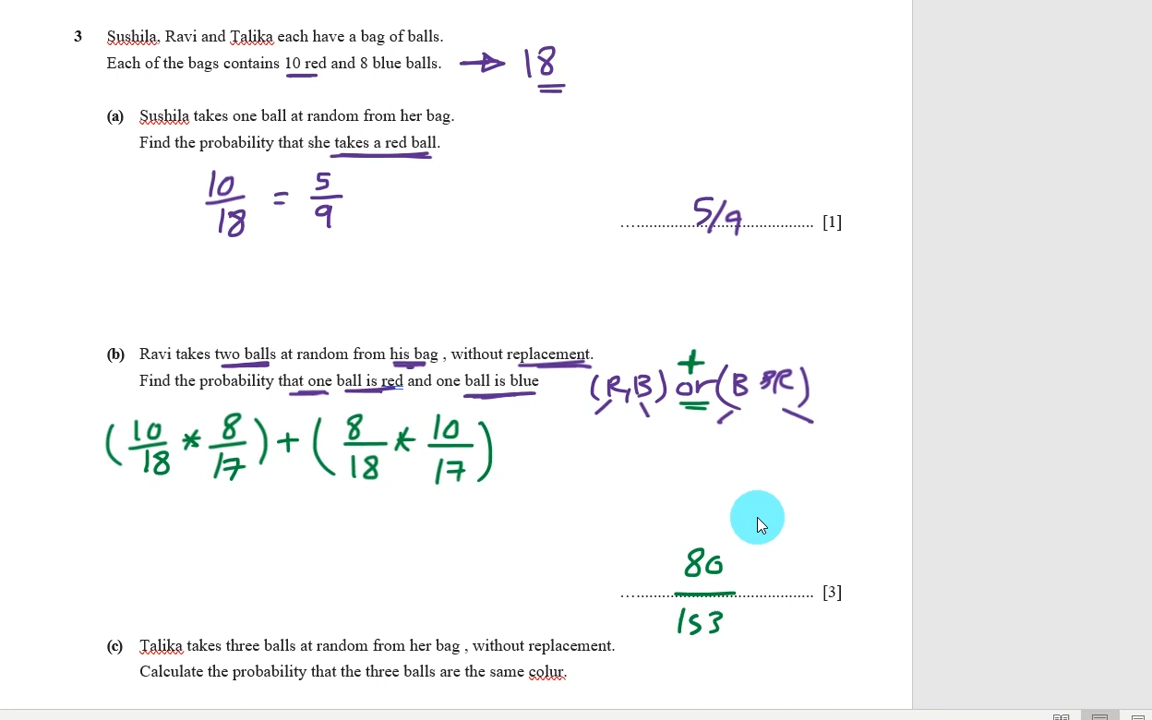 3 Sushila, Ravi and Talika each have a bag of balls.
Each of the bags contains 10 red and 8 blue balls. → 18
(a) Sushila takes one ball at random from her bag.
Find the probability that she takes a red ball.
10/18 = 5/9
5/9 [1]
(b) Ravi takes two balls at random from his bag , without replacement.
+
Find the probability that one ball is red and one ball is blue (R,B) or (B R)
(10/18 * 8/17) + (8/18 * 10/17)
80/153 [3]
(c) Talika takes three balls at random from her bag , without replacement.
Calculate the probability that the three balls are the same colur.